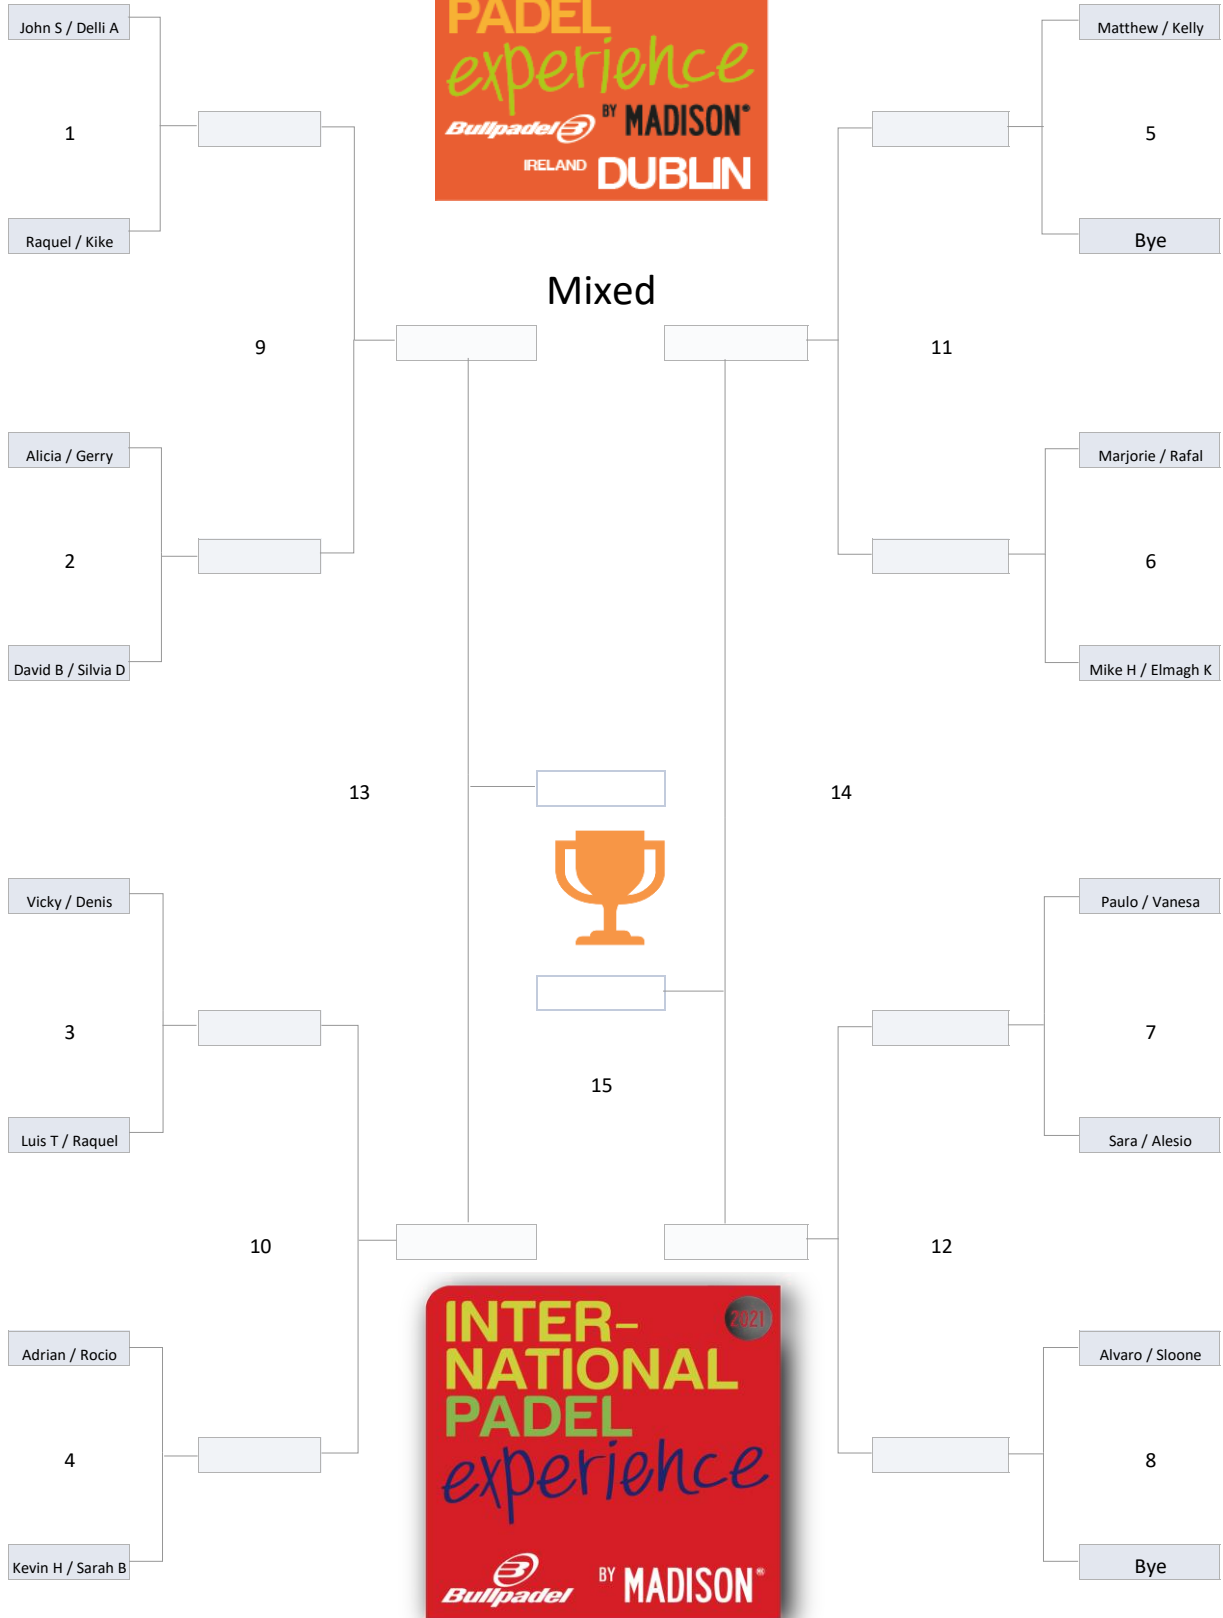 PADEL
experience
Bullpadel BY MADISON®
IRELAND DUBLIN
Mixed
John S / Delli A
1
Raquel / Kike
9
Alicia / Gerry
2
David B / Silvia D
13
Vicky / Denis
3
Luis T / Raquel
10
Adrian / Rocio
4
Kevin H / Sarah B
Matthew / Kelly
5
Bye
11
Marjorie / Rafal
6
Mike H / Elmagh K
14
Paulo / Vanesa
7
Sara / Alesio
12
Alvaro / Sloone
8
Bye
15
INTER-
NATIONAL
PADEL
experience
2021
Bullpadel BY MADISON®